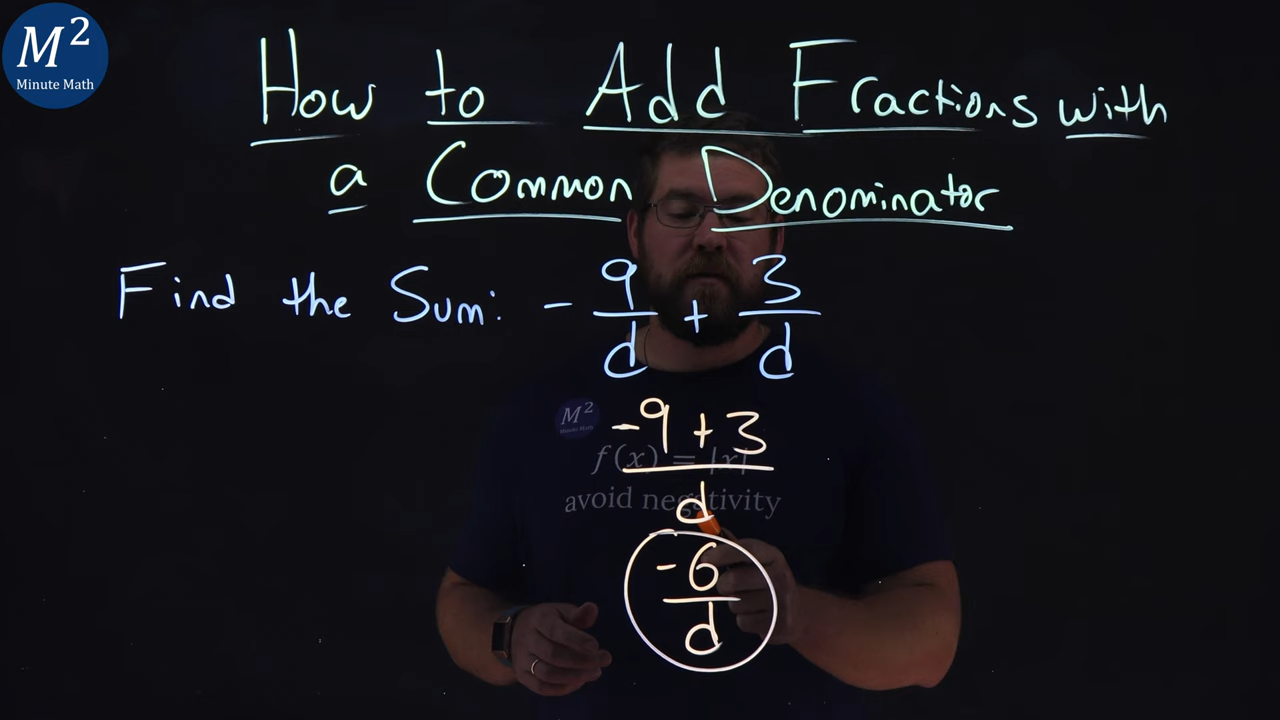 M²
Minute Math
How to Add Fractions with
a Common Denominator
Find the Sum: - 9/d + 3/d
M²
Minute Math
-9+3
f(x) = |x|
avoid negativity
d
-6
d